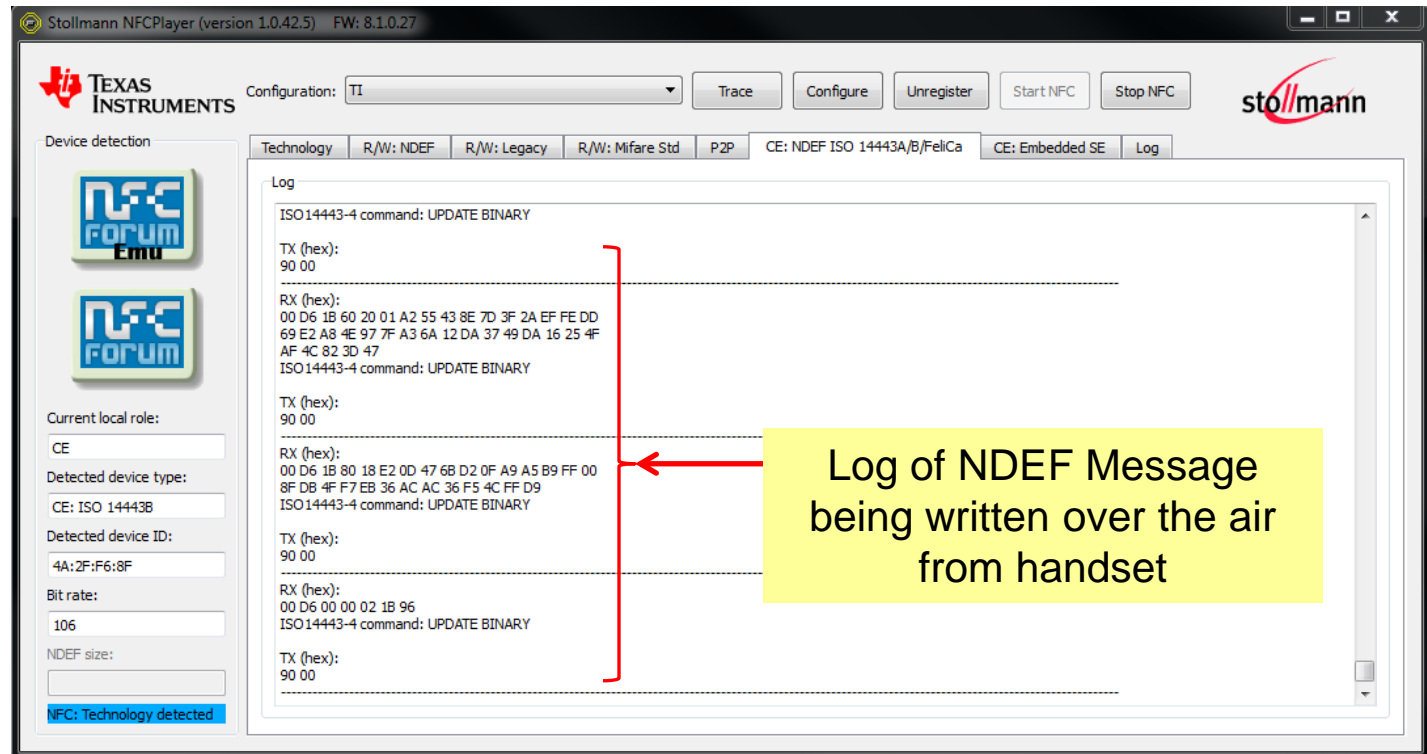 Stollmann NFCPlayer (version 1.0.42.5) FW: 8.1.0.27
TEXAS
INSTRUMENTS
Configuration:
TI
Trace
Configure
Unregister
Start NFC
Stop NFC
stollmann
Device detection
Technology
R/W: NDEF
R/W: Legacy
R/W: Mifare Std
P2P
CE: NDEF ISO 14443A/B/FeliCa
CE: Embedded SE
Log
NFC
FORUM
Emu
NFC
FORUM
Current local role:
CE
Detected device type:
CE: ISO 14443B
Detected device ID:
4A:2F:F6:8F
Bit rate:
106
NDEF size:
NFC: Technology detected
Log
ISO14443-4 command: UPDATE BINARY
TX (hex):
90 00
RX (hex):
00 D6 1B 60 20 01 A2 55 43 8E 7D 3F 2A EF FE DD
69 E2 A8 4E 97 7F A3 6A 12 DA 37 49 DA 16 25 4F
AF 4C 82 3D 47
ISO14443-4 command: UPDATE BINARY
TX (hex):
90 00
RX (hex):
00 D6 1B 80 18 E2 0D 47 6B D2 0F A9 A5 B9 FF 00
8F DB 4F F7 EB 36 AC AC 36 F5 4C FF D9
ISO14443-4 command: UPDATE BINARY
TX (hex):
90 00
RX (hex):
00 D6 00 00 02 1B 96
ISO14443-4 command: UPDATE BINARY
TX (hex):
90 00
Log of NDEF Message
being written over the air
from handset